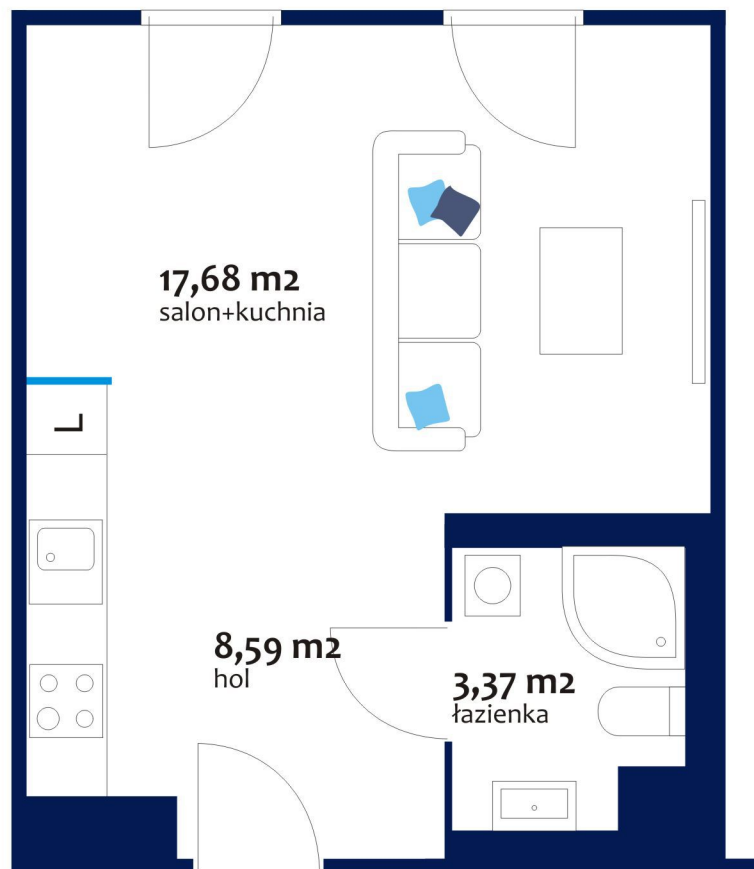 17,68 m2
salon+kuchnia
L
8,59 m2
hol
3,37 m2
łazienka